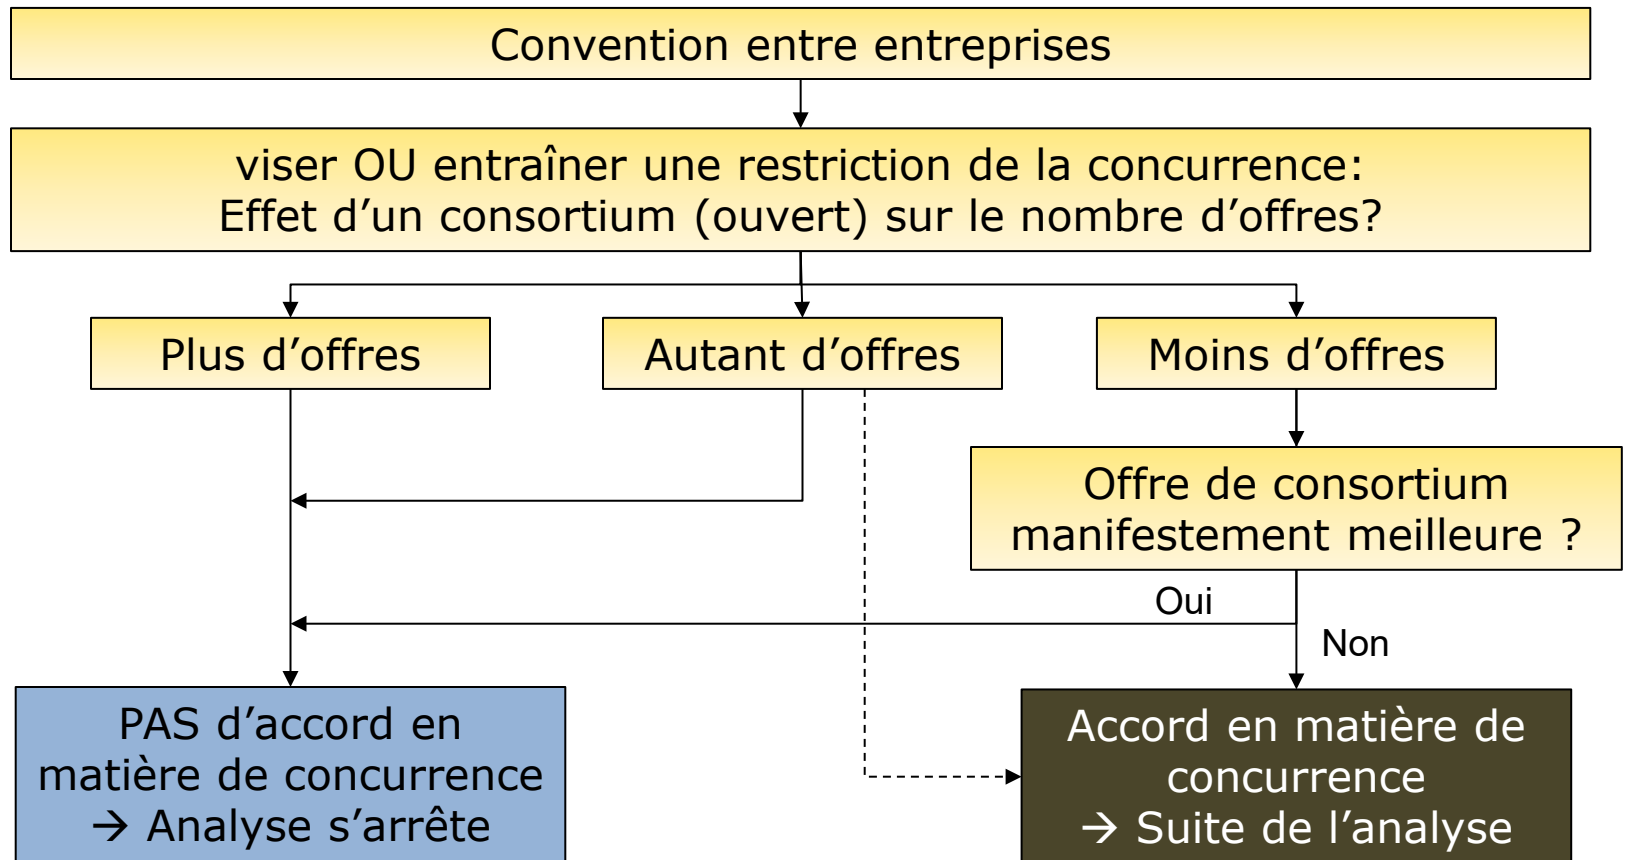 Convention entre entreprises
viser OU entraîner une restriction de la concurrence:
Effet d’un consortium (ouvert) sur le nombre d’offres?
Plus d’offres
Autant d’offres
Moins d’offres
Offre de consortium
manifestement meilleure ?
Oui
Non
PAS d’accord en
matière de concurrence
→ Analyse s’arrête
Accord en matière de
concurrence
→ Suite de l’analyse